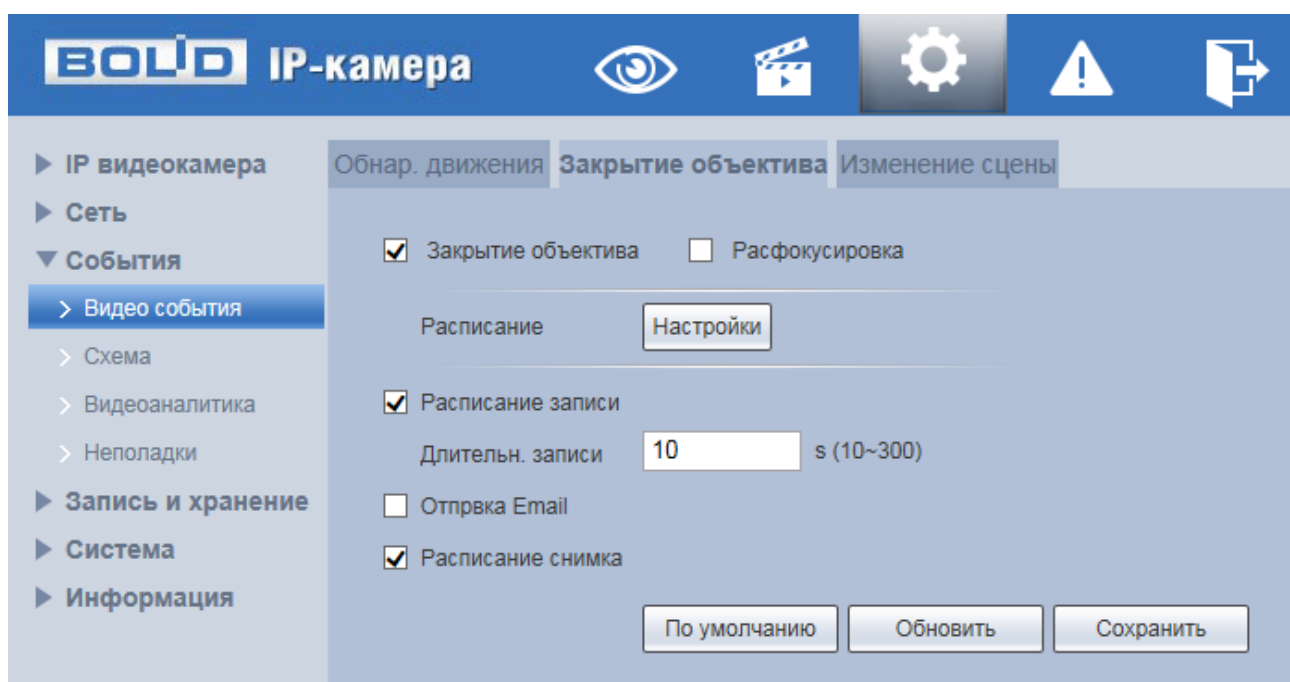 BOLID IP-камера
IP видеокамера
Сеть
События
Видео события
Схема
Видеоаналитика
Неполадки
Запись и хранение
Система
Информация
Обнар. движения Закрытие объектива Изменение сцены
Закрытие объектива Расфокусировка
Расписание Настройки
Расписание записи
Длительн. записи 10 s (10~300)
Отпрвка Email
Расписание снимка
По умолчанию Обновить Сохранить